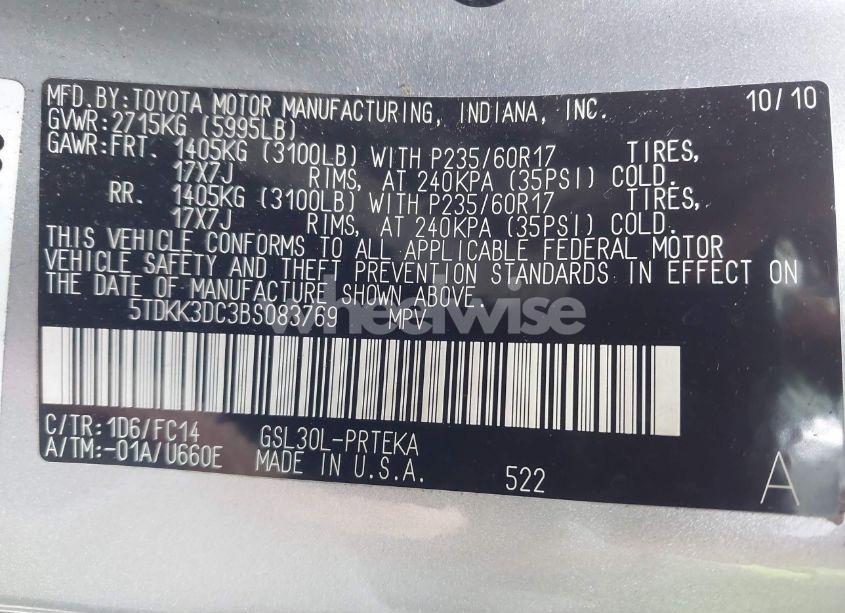 MFD.BY:TOYOTA MOTOR MANUFACTURING, INDIANA, INC. 10/10
GVWR:2715KG (5995LB)
GAWR:FRT. 1405KG (3100LB) WITH P235/60R17 TIRES,
17X7J RIMS, AT 240KPA (35PSI) COLD.
RR. 1405KG (3100LB) WITH P235/60R17 TIRES,
17X7J RIMS, AT 240KPA (35PSI) COLD.
THIS VEHICLE CONFORMS TO ALL APPLICABLE FEDERAL MOTOR
VEHICLE SAFETY AND THEFT PREVENTION STANDARDS IN EFFECT ON
THE DATE OF MANUFACTURE SHOWN ABOVE.
5TDKK3DC3BS083769 MPV
wheelwise
C/TR:1D6/FC14 GSL30L-PRTEKA
A/TM:-01A/U660E MADE IN U.S.A. 522 A